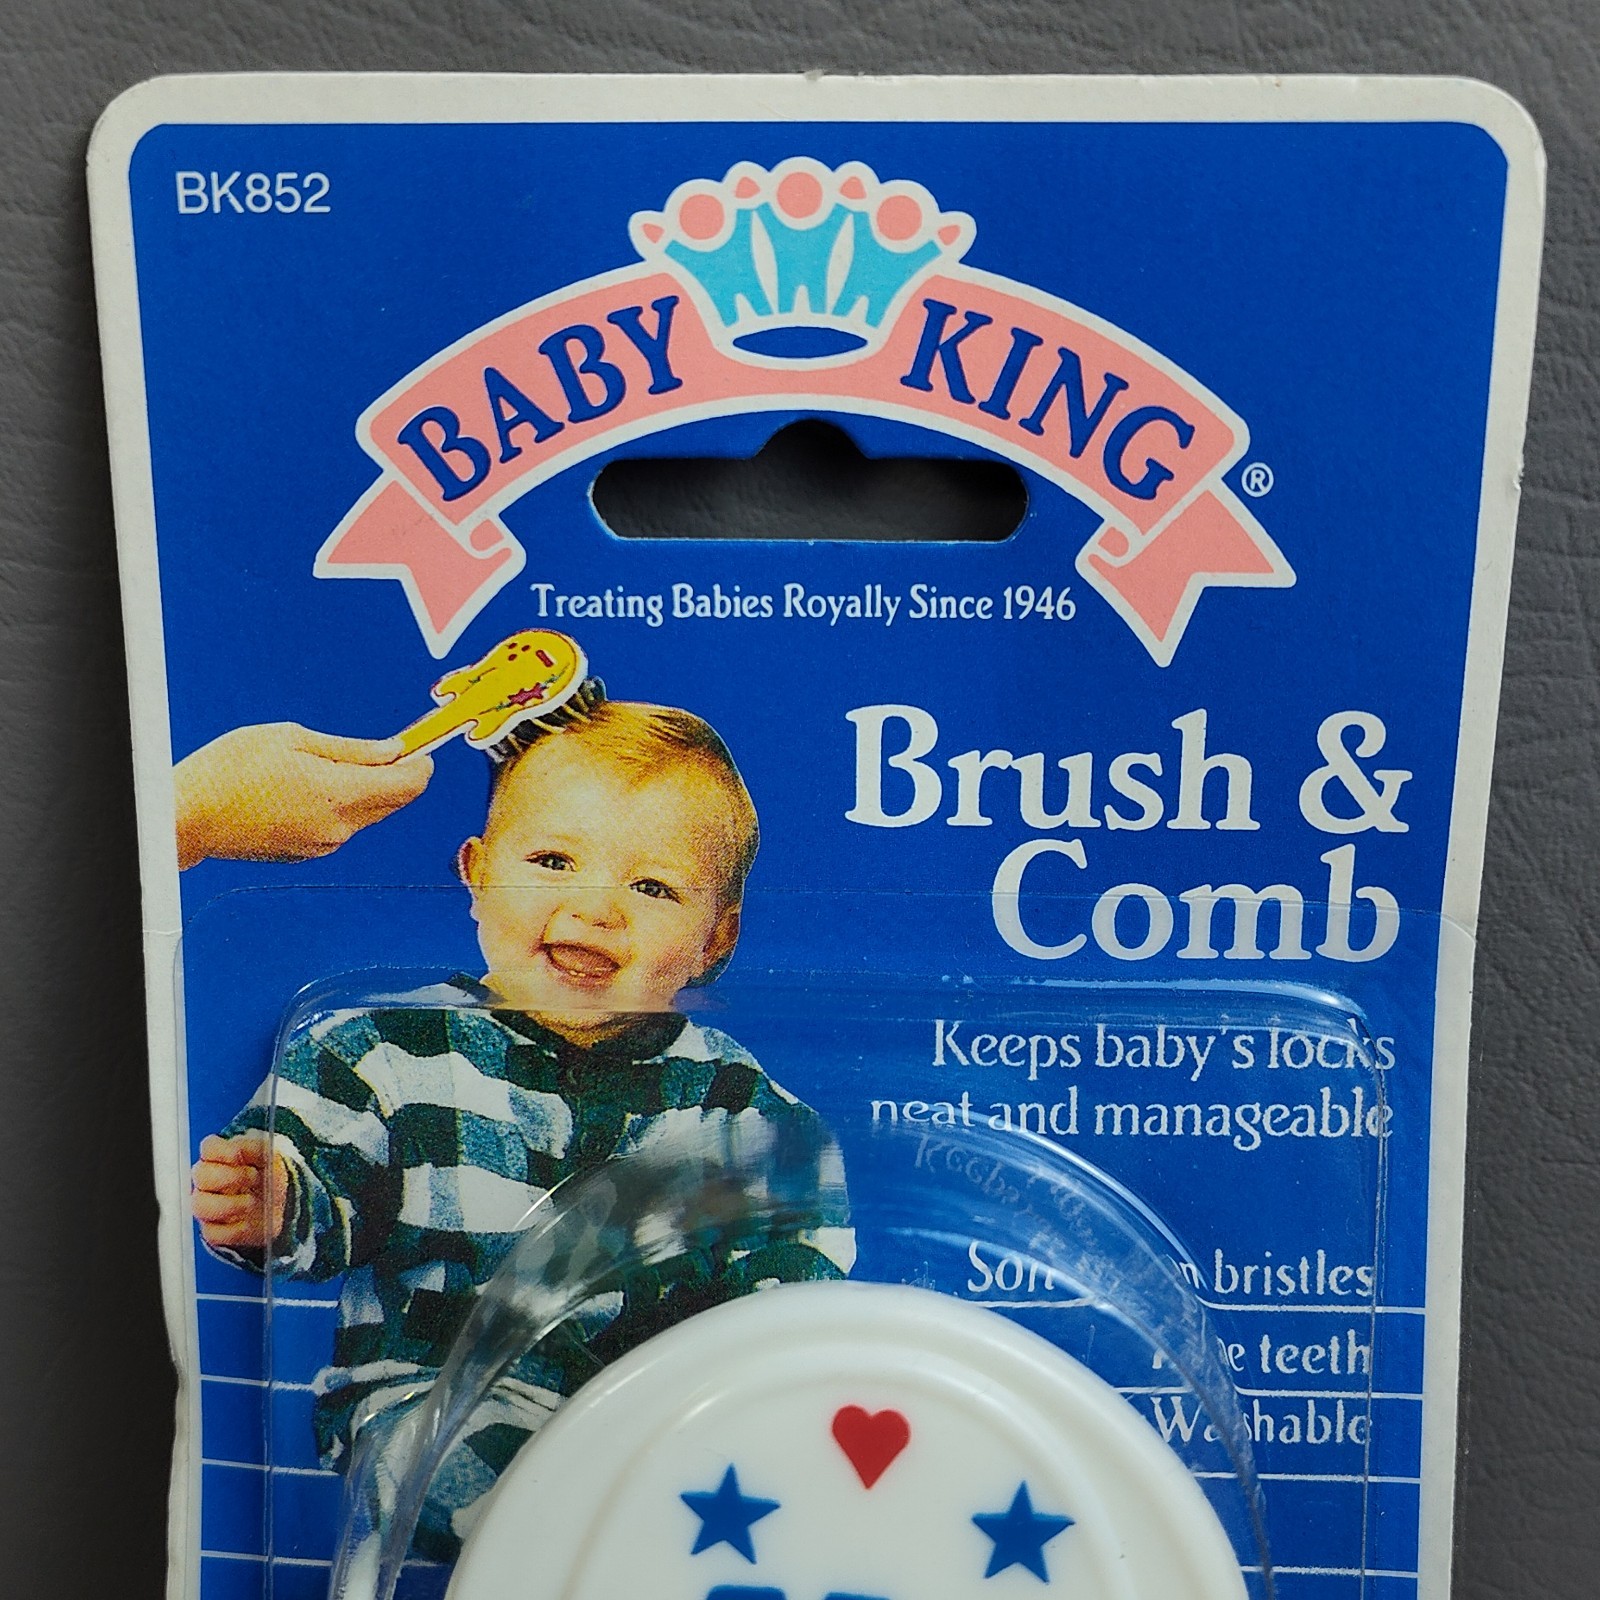 BK852
BABY KING®
Treating Babies Royally Since 1946
Brush &
Comb
Keeps baby's locks
neat and manageable
bristles
teeth
Washable